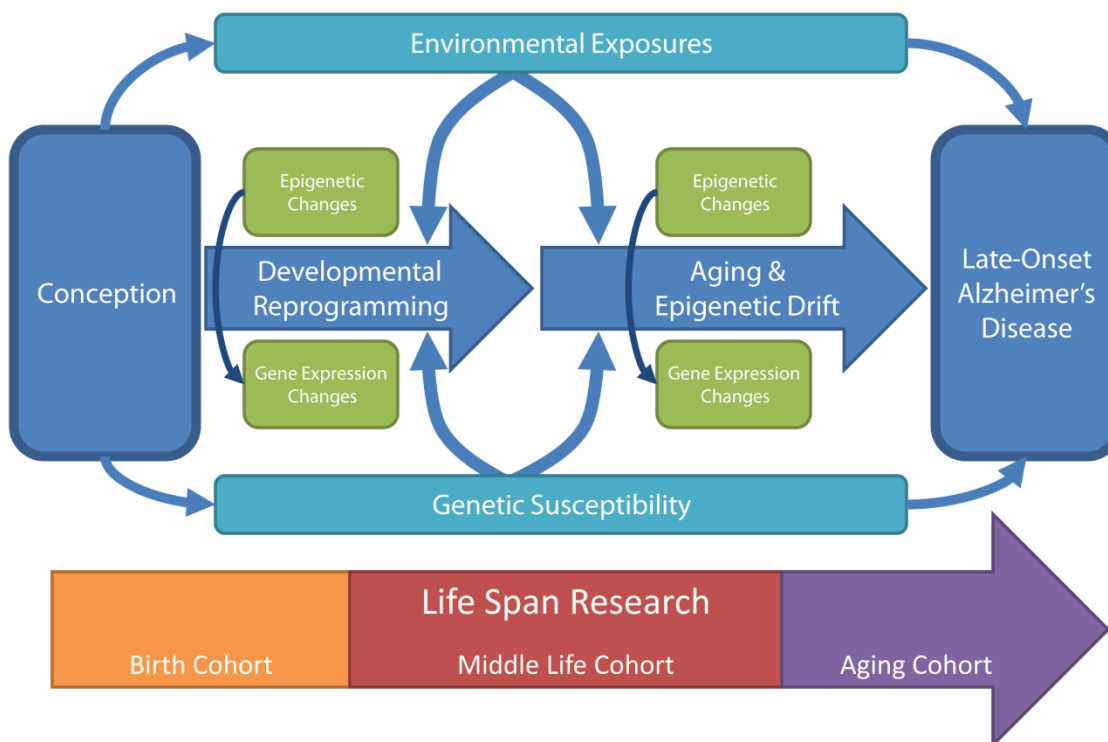 Environmental Exposures
Conception
Epigenetic
Changes
Developmental
Reprogramming
Gene Expression
Changes
Epigenetic
Changes
Aging &
Epigenetic Drift
Gene Expression
Changes
Late-Onset
Alzheimer's
Disease
Genetic Susceptibility
Life Span Research
Birth Cohort
Middle Life Cohort
Aging Cohort